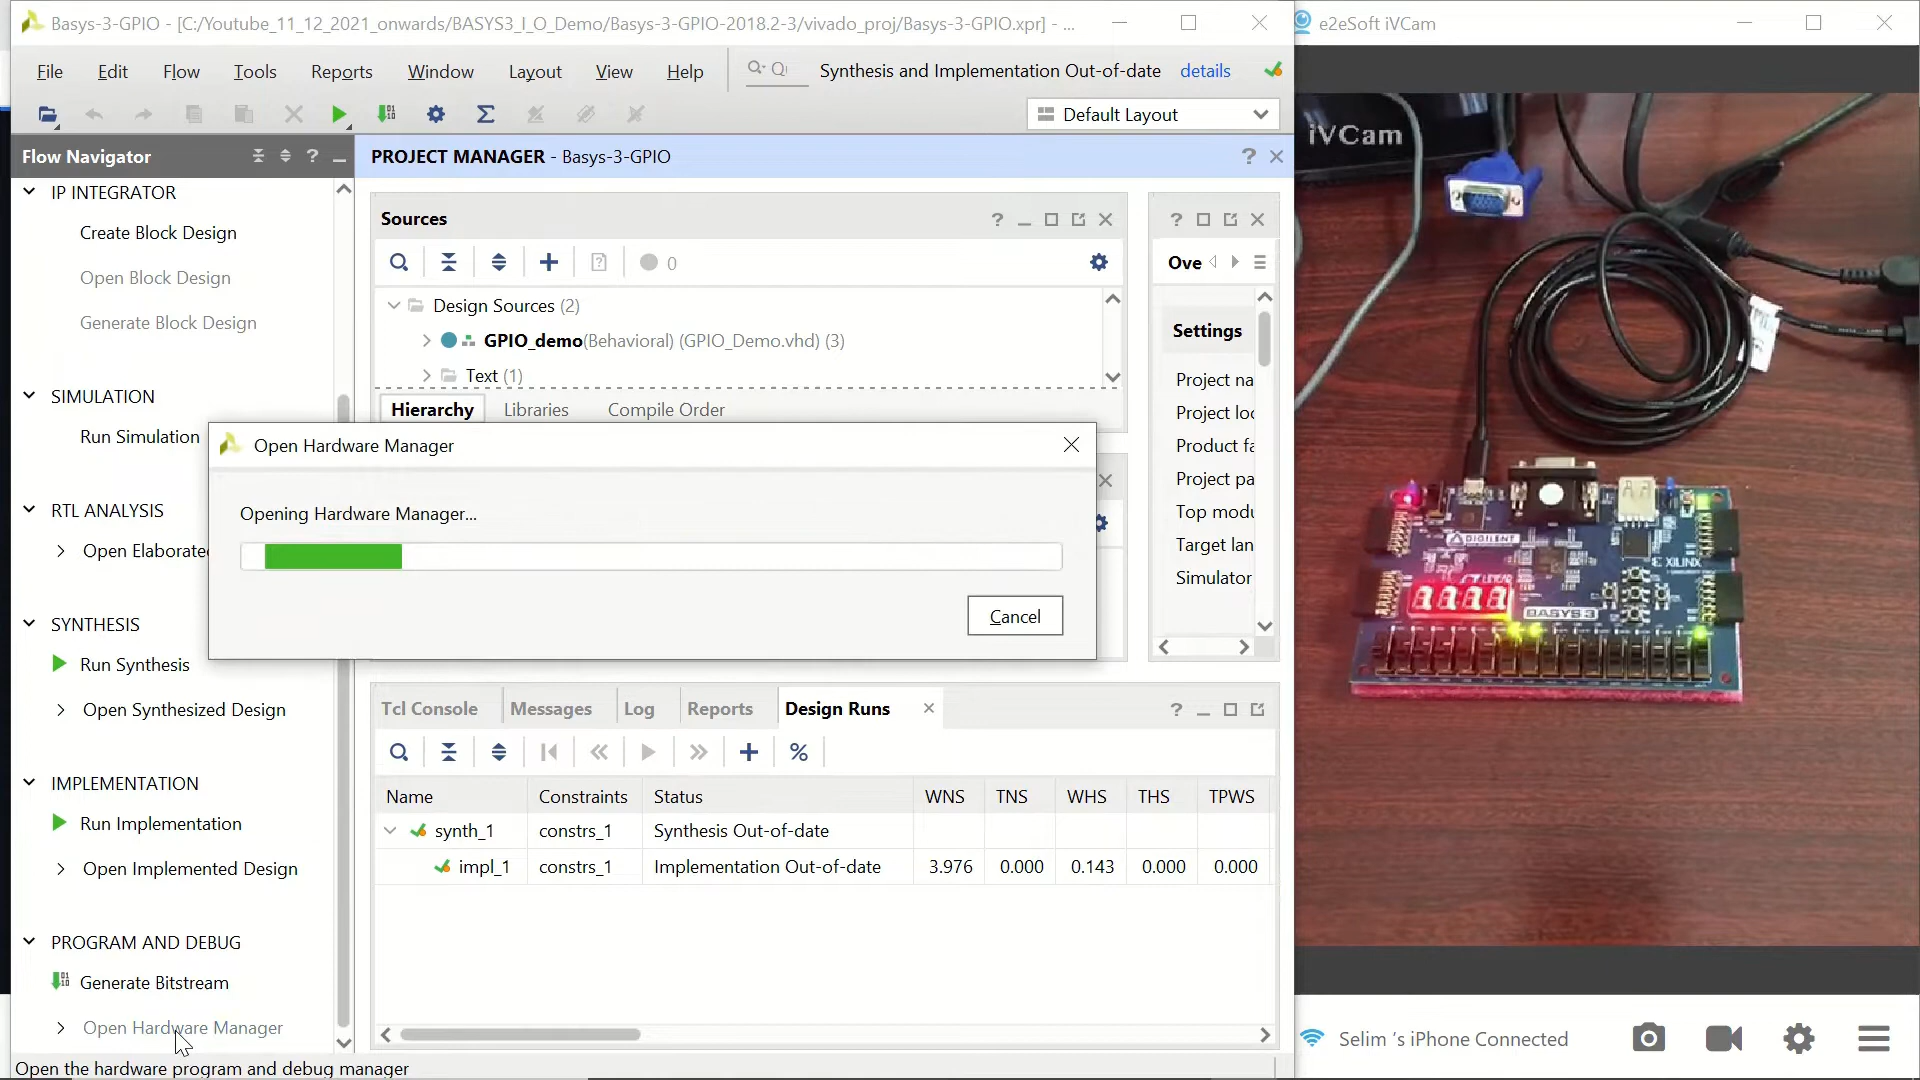 Basys-3-GPIO - [C:/Youtube_11_12_2021_onwards/BASYS3_I_O_Demo/Basys-3-GPIO-2018.2-3/vivado_proj/Basys-3-GPIO.xpr] - ...
e2eSoft iVCam
File Edit Flow Tools Reports Window Layout View Help
Synthesis and Implementation Out-of-date details
Default Layout
Flow Navigator
PROJECT MANAGER - Basys-3-GPIO
IP INTEGRATOR
Create Block Design
Open Block Design
Generate Block Design
SIMULATION
Run Simulation
RTL ANALYSIS
Open Elaborate
SYNTHESIS
Run Synthesis
Open Synthesized Design
IMPLEMENTATION
Run Implementation
Open Implemented Design
PROGRAM AND DEBUG
Generate Bitstream
Open Hardware Manager
Open the hardware program and debug manager
Sources
0
Design Sources (2)
GPIO_demo(Behavioral) (GPIO_Demo.vhd) (3)
Text (1)
Hierarchy Libraries Compile Order
Ove
Settings
Project na
Project loc
Product fa
Project pa
Top modu
Target lan
Simulator
Open Hardware Manager
Opening Hardware Manager...
Cancel
Tcl Console Messages Log Reports Design Runs
Name Constraints Status WNS TNS WHS THS TPWS
synth_1 constrs_1 Synthesis Out-of-date
impl_1 constrs_1 Implementation Out-of-date 3.976 0.000 0.143 0.000 0.000
iVCam
DIGILENT
XILINX
BASYS 3
Selim 's iPhone Connected